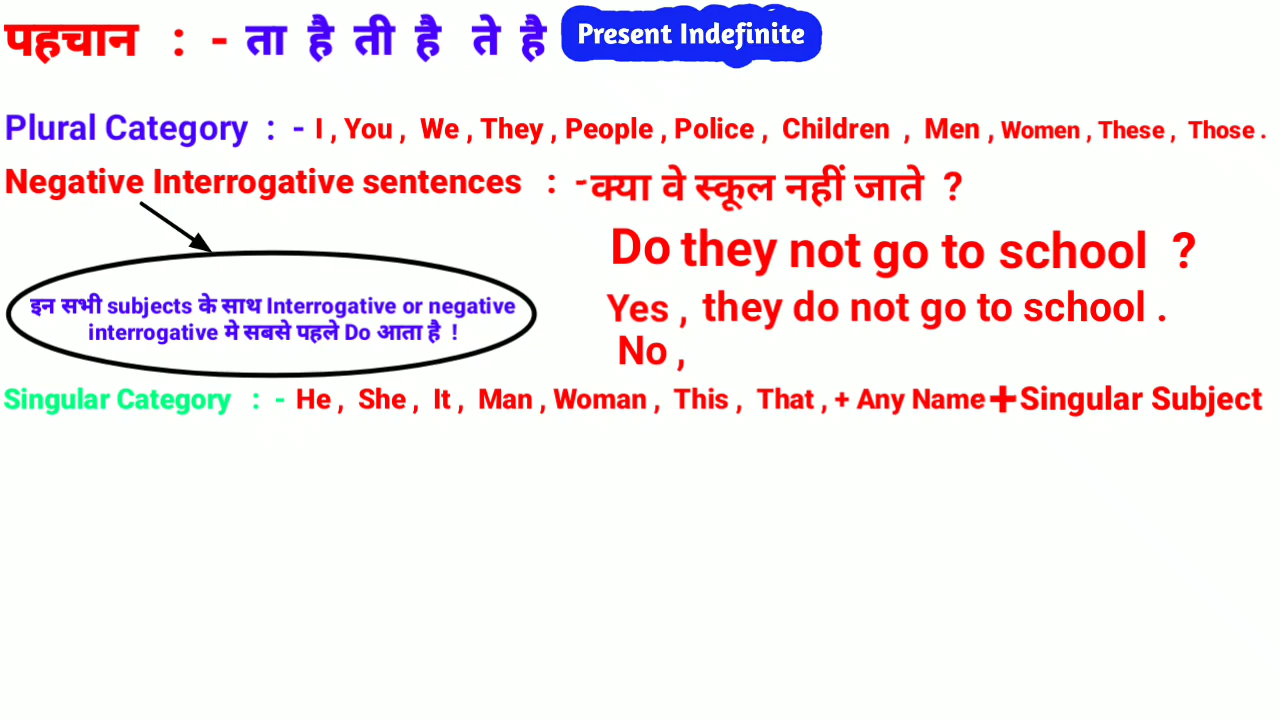 पहचान : - ता है ती है ते है Present Indefinite
Plural Category : - I , You , We , They , People , Police , Children , Men , Women , These , Those .
Negative Interrogative sentences : - क्या वे स्कूल नहीं जाते ?
Do they not go to school ?
इन सभी subjects के साथ Interrogative or negative
interrogative मे सबसे पहले Do आता है !
Yes , they do not go to school .
No ,
Singular Category : - He , She , It , Man , Woman , This , That , + Any Name + Singular Subject